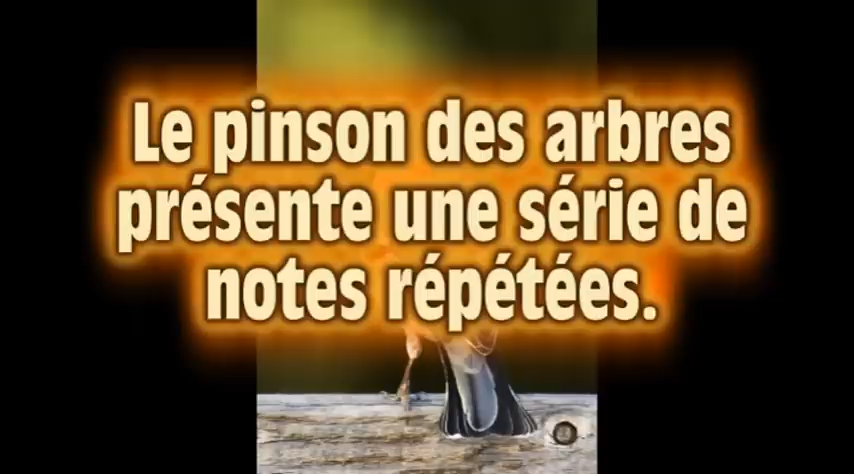 Le pinson des arbres
présente une série de
notes répétées.